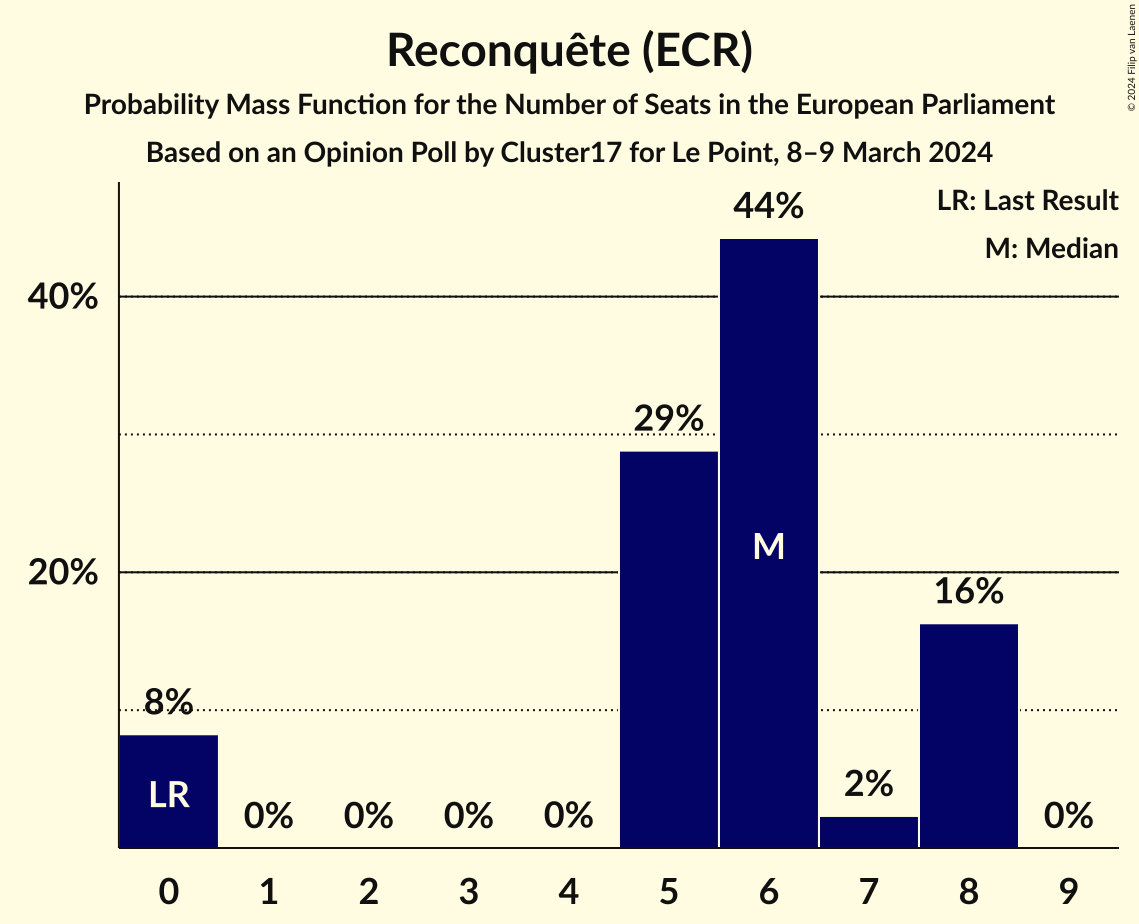 Reconquête (ECR)
Probability Mass Function for the Number of Seats in the European Parliament
Based on an Opinion Poll by Cluster17 for Le Point, 8–9 March 2024
© 2024 Filip van Laenen
LR: Last Result
M: Median
44%
40%
29%
M
20%
16%
8%
LR
2%
0% 0% 0% 0% 0%
0 1 2 3 4 5 6 7 8 9